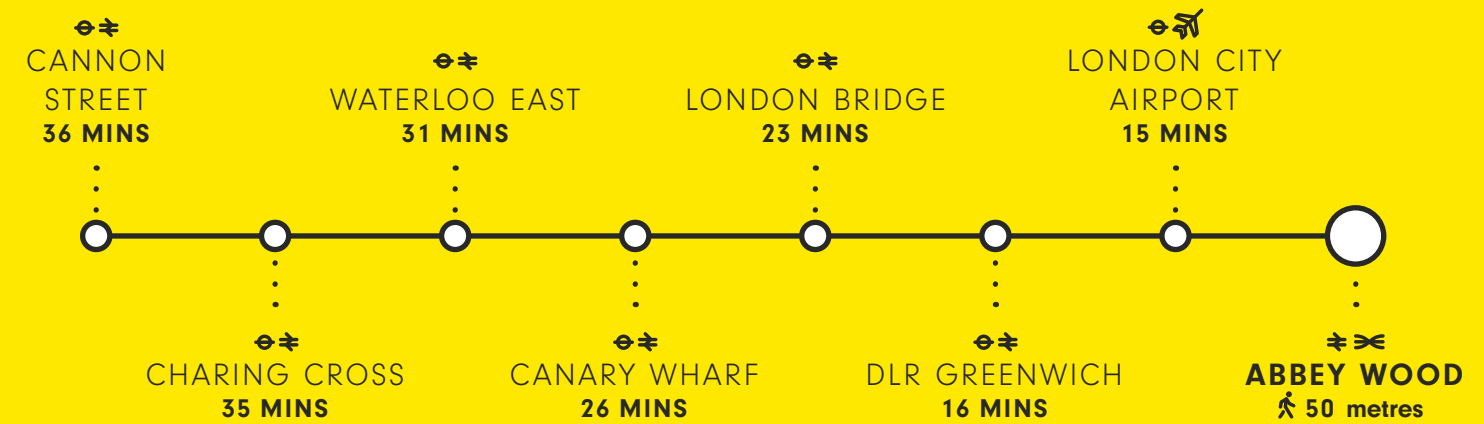 CANNON
STREET
36 MINS
CHARING CROSS
35 MINS
WATERLOO EAST
31 MINS
CANARY WHARF
26 MINS
LONDON BRIDGE
23 MINS
DLR GREENWICH
16 MINS
LONDON CITY
AIRPORT
15 MINS
ABBEY WOOD
50 metres